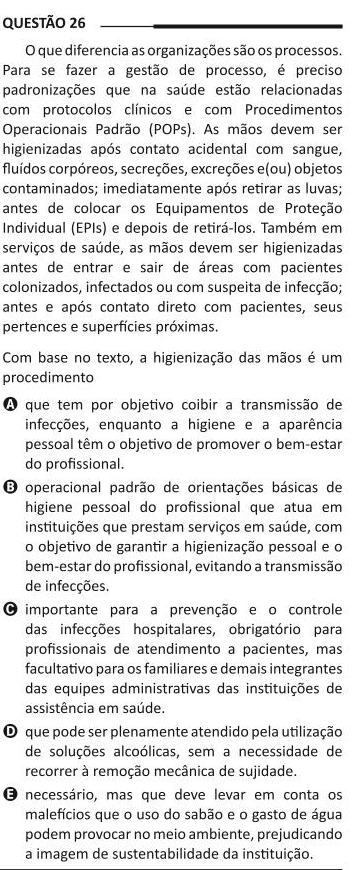 QUESTÃO 26
O que diferencia as organizações são os processos.
Para se fazer a gestão de processo, é preciso
padronizações que na saúde estão relacionadas
com protocolos clínicos e com Procedimentos
Operacionais Padrão (POPs). As mãos devem ser
higienizadas após contato acidental com sangue,
fluídos corpóreos, secreções, excreções e(ou) objetos
contaminados; imediatamente após retirar as luvas;
antes de colocar os Equipamentos de Proteção
Individual (EPIs) e depois de retirá-los. Também em
serviços de saúde, as mãos devem ser higienizadas
antes de entrar e sair de áreas com pacientes
colonizados, infectados ou com suspeita de infecção;
antes e após contato direto com pacientes, seus
pertences e superfícies próximas.
Com base no texto, a higienização das mãos é um
procedimento
A que tem por objetivo coibir a transmissão de
infecções, enquanto a higiene e a aparência
pessoal têm o objetivo de promover o bem-estar
do profissional.
B operacional padrão de orientações básicas de
higiene pessoal do profissional que atua em
instituições que prestam serviços em saúde, com
o objetivo de garantir a higienização pessoal e o
bem-estar do profissional, evitando a transmissão
de infecções.
C importante para a prevenção e o controle
das infecções hospitalares, obrigatório para
profissionais de atendimento a pacientes, mas
facultativo para os familiares e demais integrantes
das equipes administrativas das instituições de
assistência em saúde.
D que pode ser plenamente atendido pela utilização
de soluções alcoólicas, sem a necessidade de
recorrer à remoção mecânica de sujidade.
E necessário, mas que deve levar em conta os
malefícios que o uso do sabão e o gasto de água
podem provocar no meio ambiente, prejudicando
a imagem de sustentabilidade da instituição.